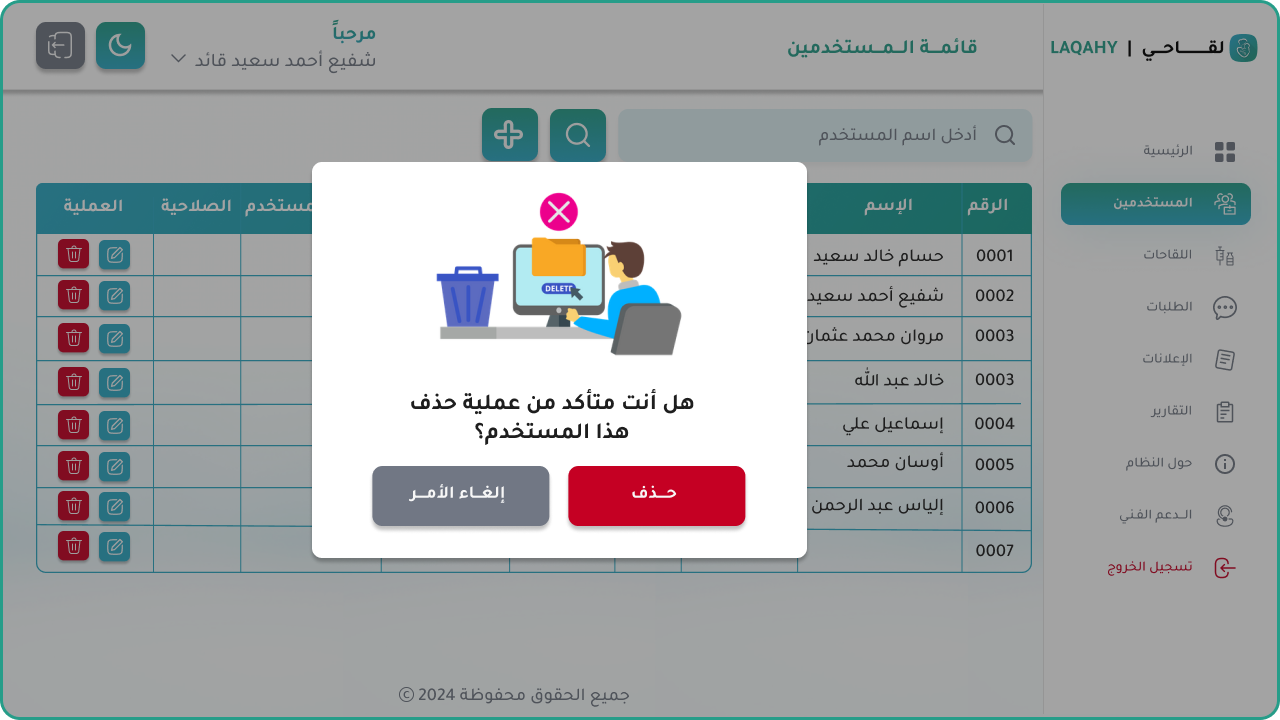 لقـــاحـي | LAQAHY
قائمـة الـمـستخدمين
مرحباً
شفيع أحمد سعيد قائد
الرئيسية
المستخدمين
اللقاحات
الطلبات
الإعلانات
التقارير
حول النظام
الـدعم الفني
تسجيل الخروج
أدخل اسم المستخدم
الرقم الإسم مستخدم الصلاحية العملية
0001 حسام خالد سعيد
0002 شفيع أحمد سعيد
0003 مروان محمد عثمان
0003 خالد عبد الله
0004 إسماعيل علي
0005 أوسان محمد
0006 إلياس عبد الرحمن
0007
DELETE
هل أنت متأكد من عملية حذف
هذا المستخدم؟
حـذف
إلغـاء الأمـر
جميع الحقوق محفوظة 2024 ©